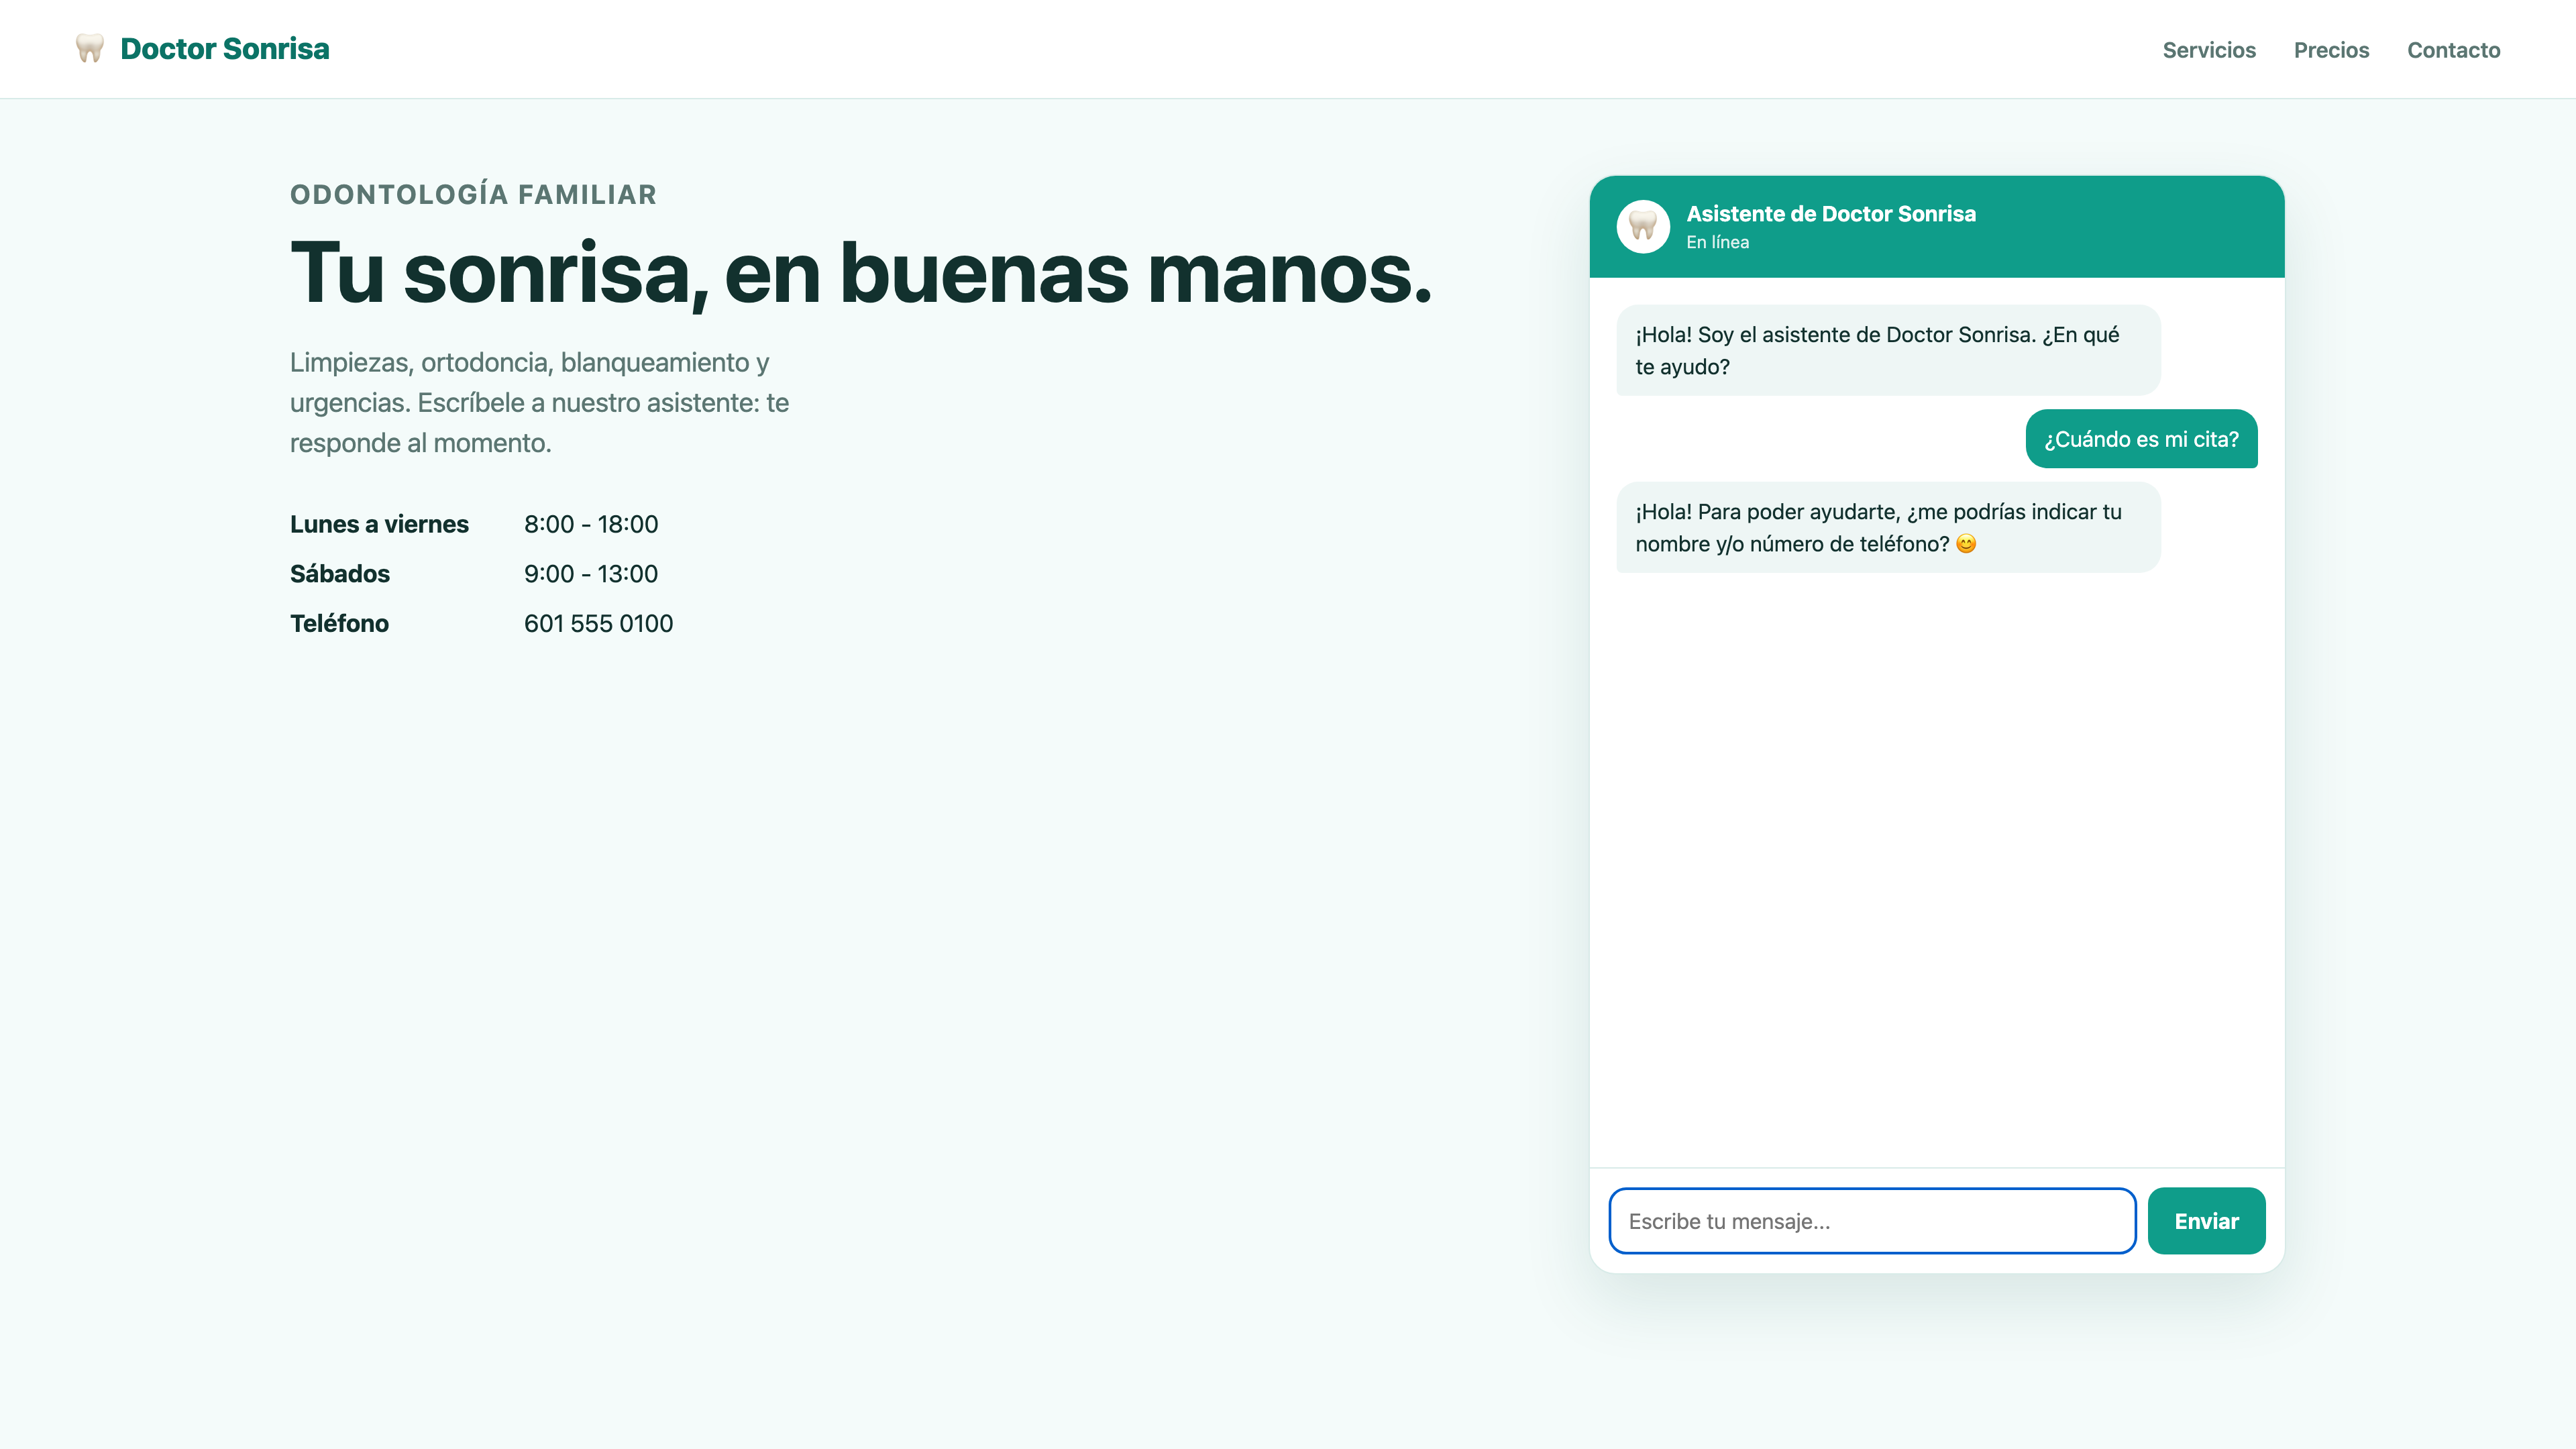 Doctor Sonrisa
Servicios Precios Contacto
ODONTOLOGÍA FAMILIAR
Tu sonrisa, en buenas manos.
Limpiezas, ortodoncia, blanqueamiento y
urgencias. Escríbele a nuestro asistente: te
responde al momento.
Lunes a viernes 8:00 - 18:00
Sábados 9:00 - 13:00
Teléfono 601 555 0100
Asistente de Doctor Sonrisa
En línea
¡Hola! Soy el asistente de Doctor Sonrisa. ¿En qué
te ayudo?
¿Cuándo es mi cita?
¡Hola! Para poder ayudarte, ¿me podrías indicar tu
nombre y/o número de teléfono? 😊
Escribe tu mensaje...
Enviar